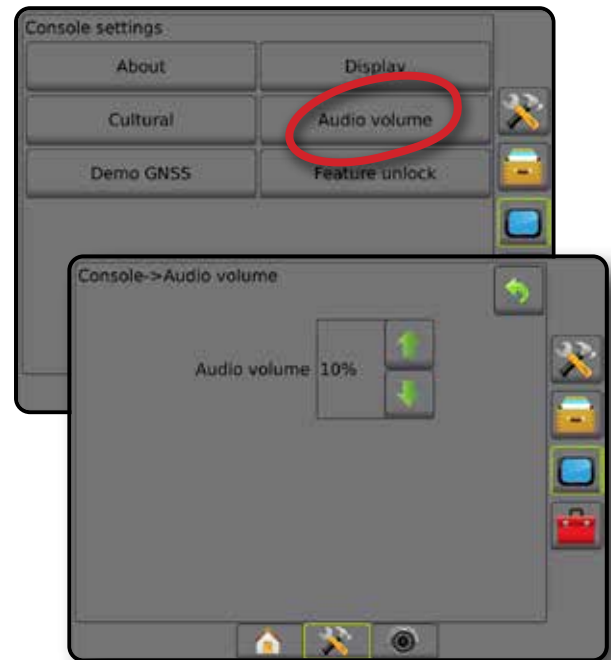 Console settings
About
Display
Cultural
Audio volume
Demo GNSS
Feature unlock
Console->Audio volume
Audio volume 10%